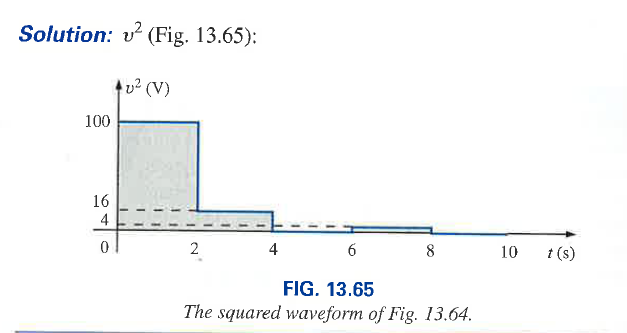 Solution: v² (Fig. 13.65):
v² (V)
100
16
4
0 2 4 6 8 10 t (s)
FIG. 13.65
The squared waveform of Fig. 13.64.